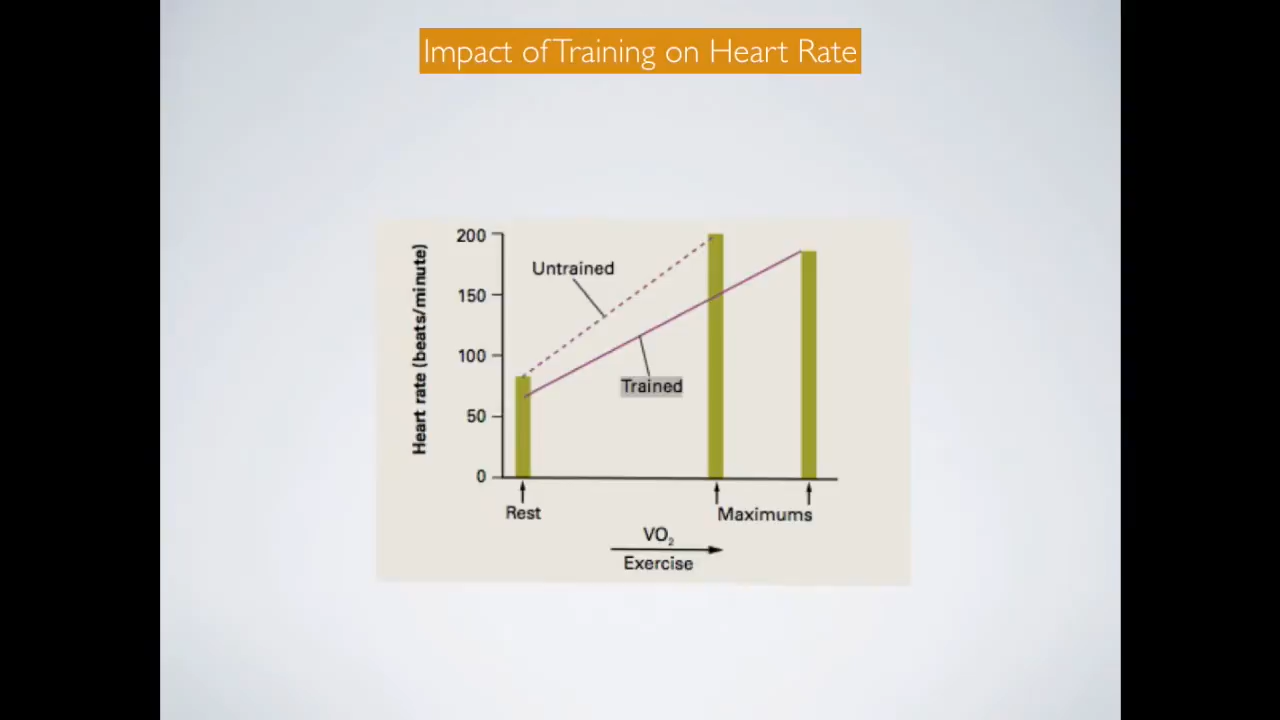 Impact of Training on Heart Rate
Heart rate (beats/minute)
200
150
100
50
0
Untrained
Trained
Rest
Maximums
VO₂
Exercise